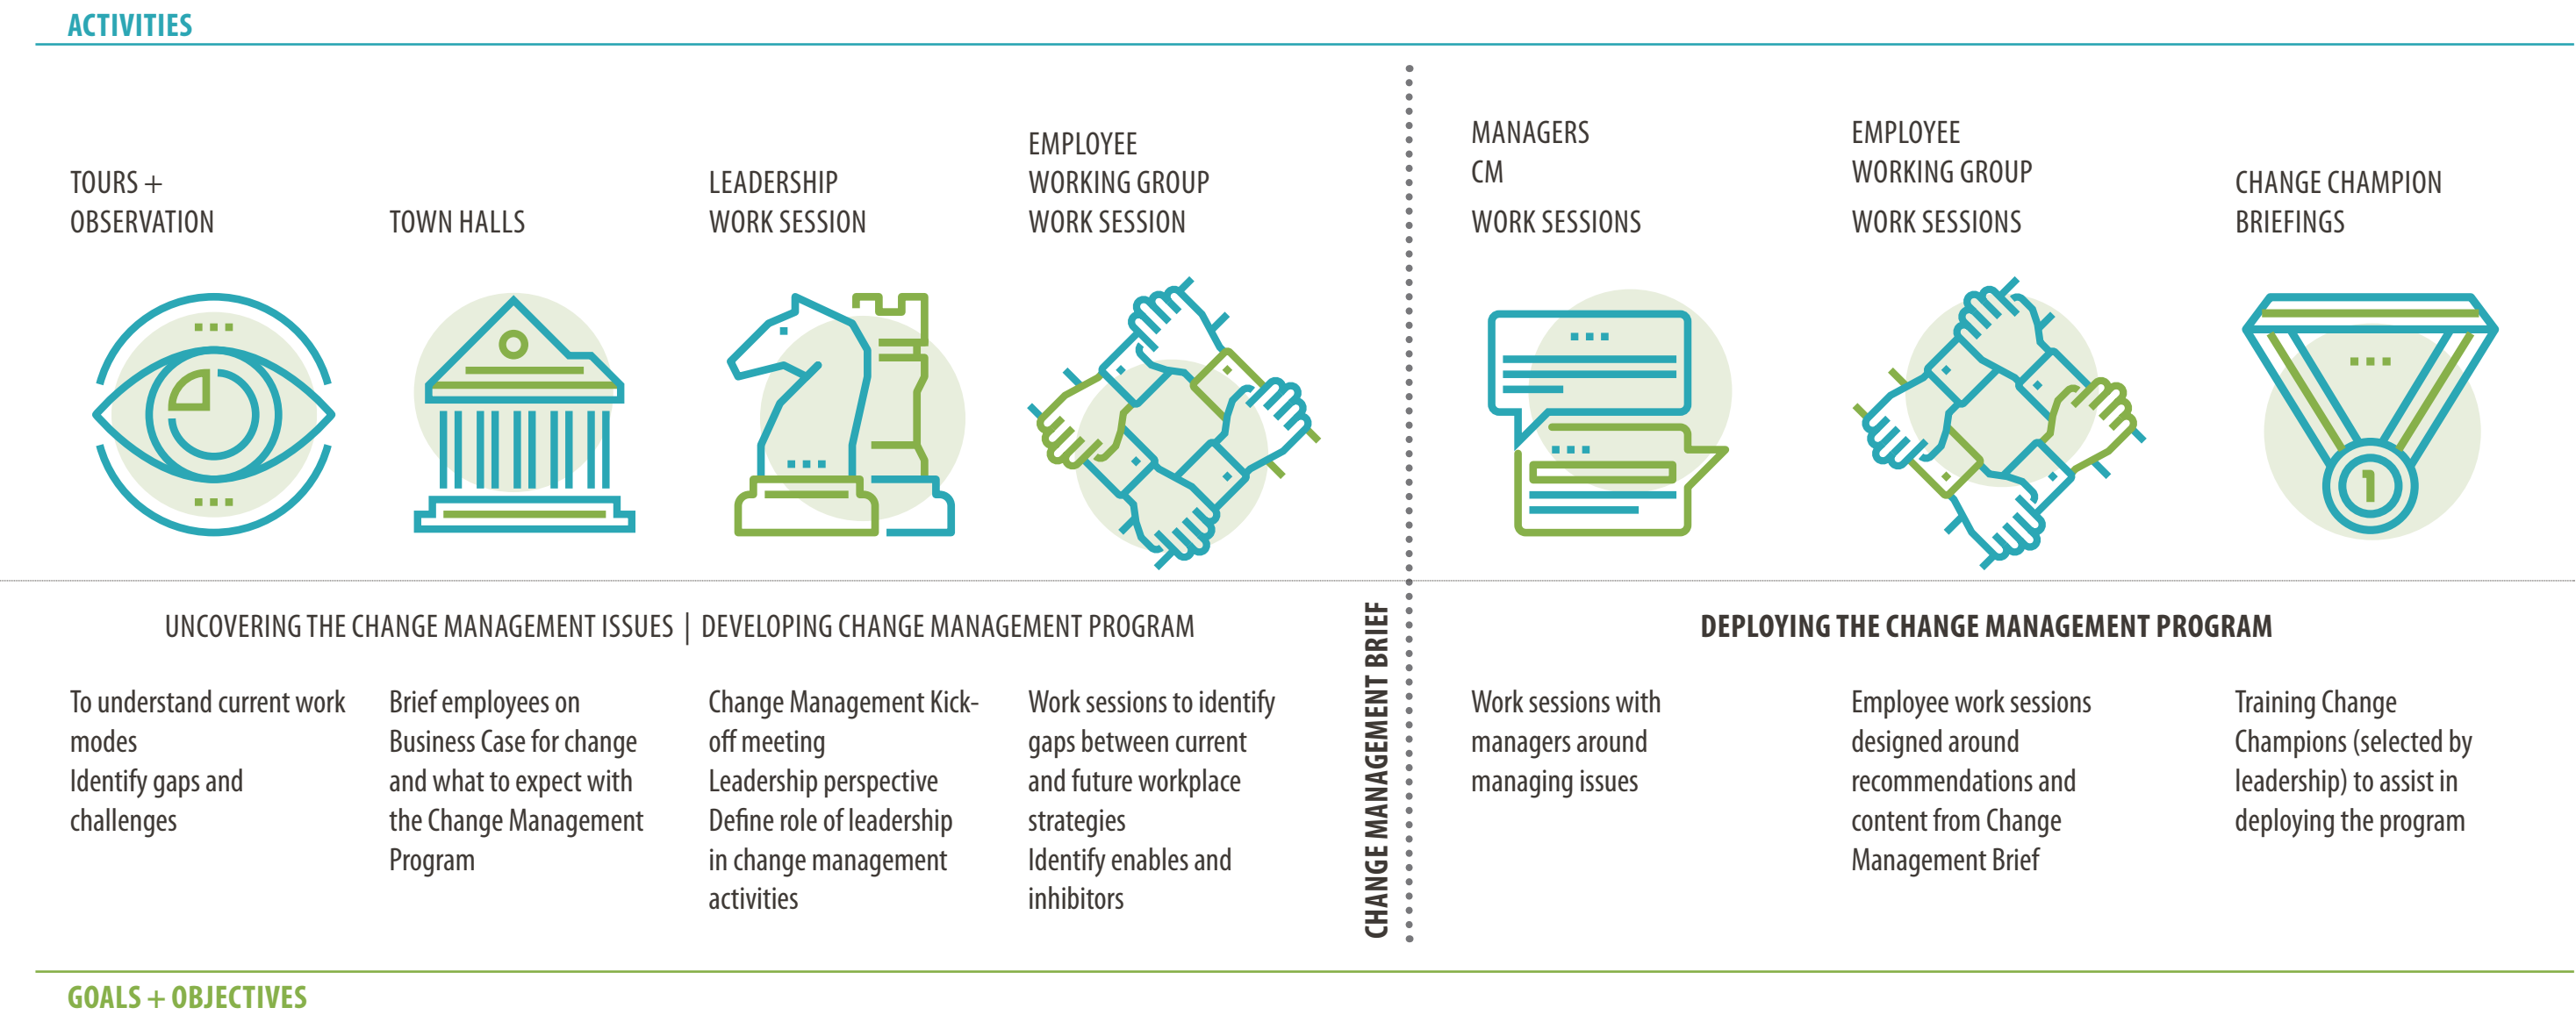 ACTIVITIES
TOURS +
OBSERVATION
TOWN HALLS
LEADERSHIP
WORK SESSION
EMPLOYEE
WORKING GROUP
WORK SESSION
MANAGERS
CM
WORK SESSIONS
EMPLOYEE
WORKING GROUP
WORK SESSIONS
CHANGE CHAMPION
BRIEFINGS
1
UNCOVERING THE CHANGE MANAGEMENT ISSUES | DEVELOPING CHANGE MANAGEMENT PROGRAM
To understand current work
modes
Identify gaps and
challenges
Brief employees on
Business Case for change
and what to expect with
the Change Management
Program
Change Management Kick-
off meeting
Leadership perspective
Define role of leadership
in change management
activities
Work sessions to identify
gaps between current
and future workplace
strategies
Identify enables and
inhibitors
CHANGE MANAGEMENT BRIEF
DEPLOYING THE CHANGE MANAGEMENT PROGRAM
Work sessions with
managers around
managing issues
Employee work sessions
designed around
recommendations and
content from Change
Management Brief
Training Change
Champions (selected by
leadership) to assist in
deploying the program
GOALS + OBJECTIVES